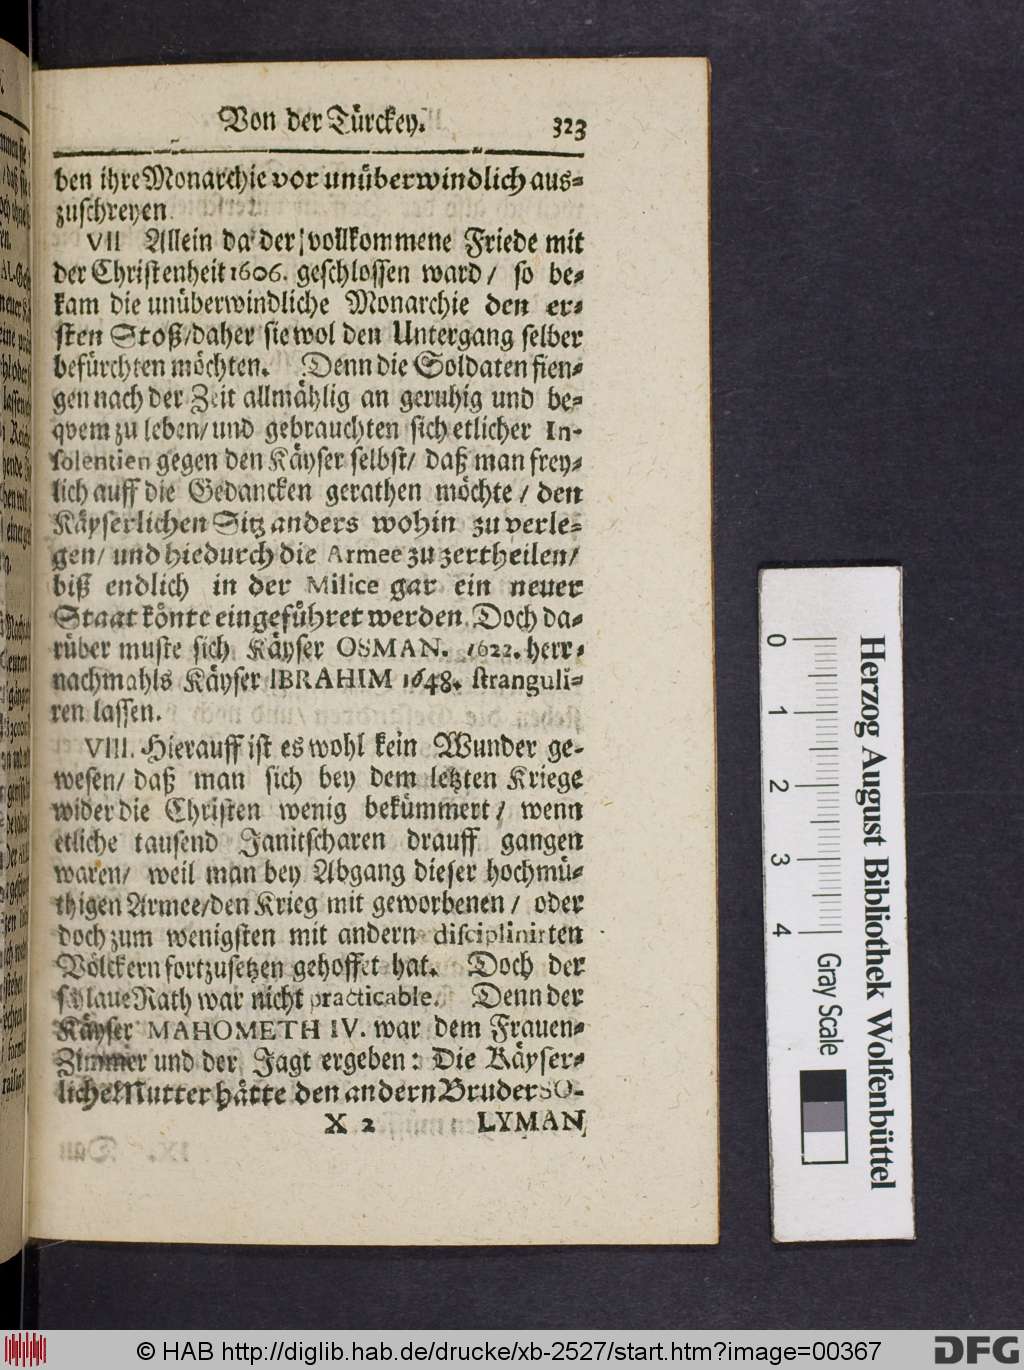 Von der Türckey. 323
ben ihre Monarchie vor unüberwindlich aus-
zuschreyen
VII Allein da der vollkommene Friede mit
der Christenheit 1606. geschlossen ward / so be-
kam die unüberwindliche Monarchie den er-
sten Stoß / daher sie wol den Untergang selber
befürchten möchten. Denn die Soldaten fien-
gen nach der Zeit allmählig an geruhig und be-
qvem zu leben / und gebrauchten sich etlicher In-
solentien gegen den Käyser selbst / daß man frey-
lich auff die Gedancken gerathen möchte / den
Käyserlichen Sitz anders wohin zu verle-
gen / und hiedurch die Armee zu zertheilen /
biß endlich in der Milice gar ein neuer
Staat könte eingeführet werden. Doch da-
rüber muste sich Käyser OSMAN. 1622. herr-
nachmahls Käyser IBRAHIM 1648. stranguli-
ren lassen.
VIII. Hierauff ist es wohl kein Wunder ge-
wesen / daß man sich bey dem letzten Kriege
wider die Christen wenig bekümmert / wenn
etliche tausend Janitscharen drauff gangen
waren / weil man bey Abgang dieser hochmü-
thigen Armee / den Krieg mit geworbenen / oder
doch zum wenigsten mit andern disciplinirten
Völckern fortzusetzen gehoffet hat. Doch der
schlaue Rath war nicht practicable. Denn der
Käyser MAHOMETH IV. war dem Frauen-
Zimmer und der Jagt ergeben: Die Käyser-
liche Mutter hätte den andern Bruder SO-
X 2 LYMAN,
0 1 2 3 4
Gray Scale
Herzog August Bibliothek Wolfenbüttel
© HAB http://diglib.hab.de/drucke/xb-2527/start.htm?image=00367
DFG